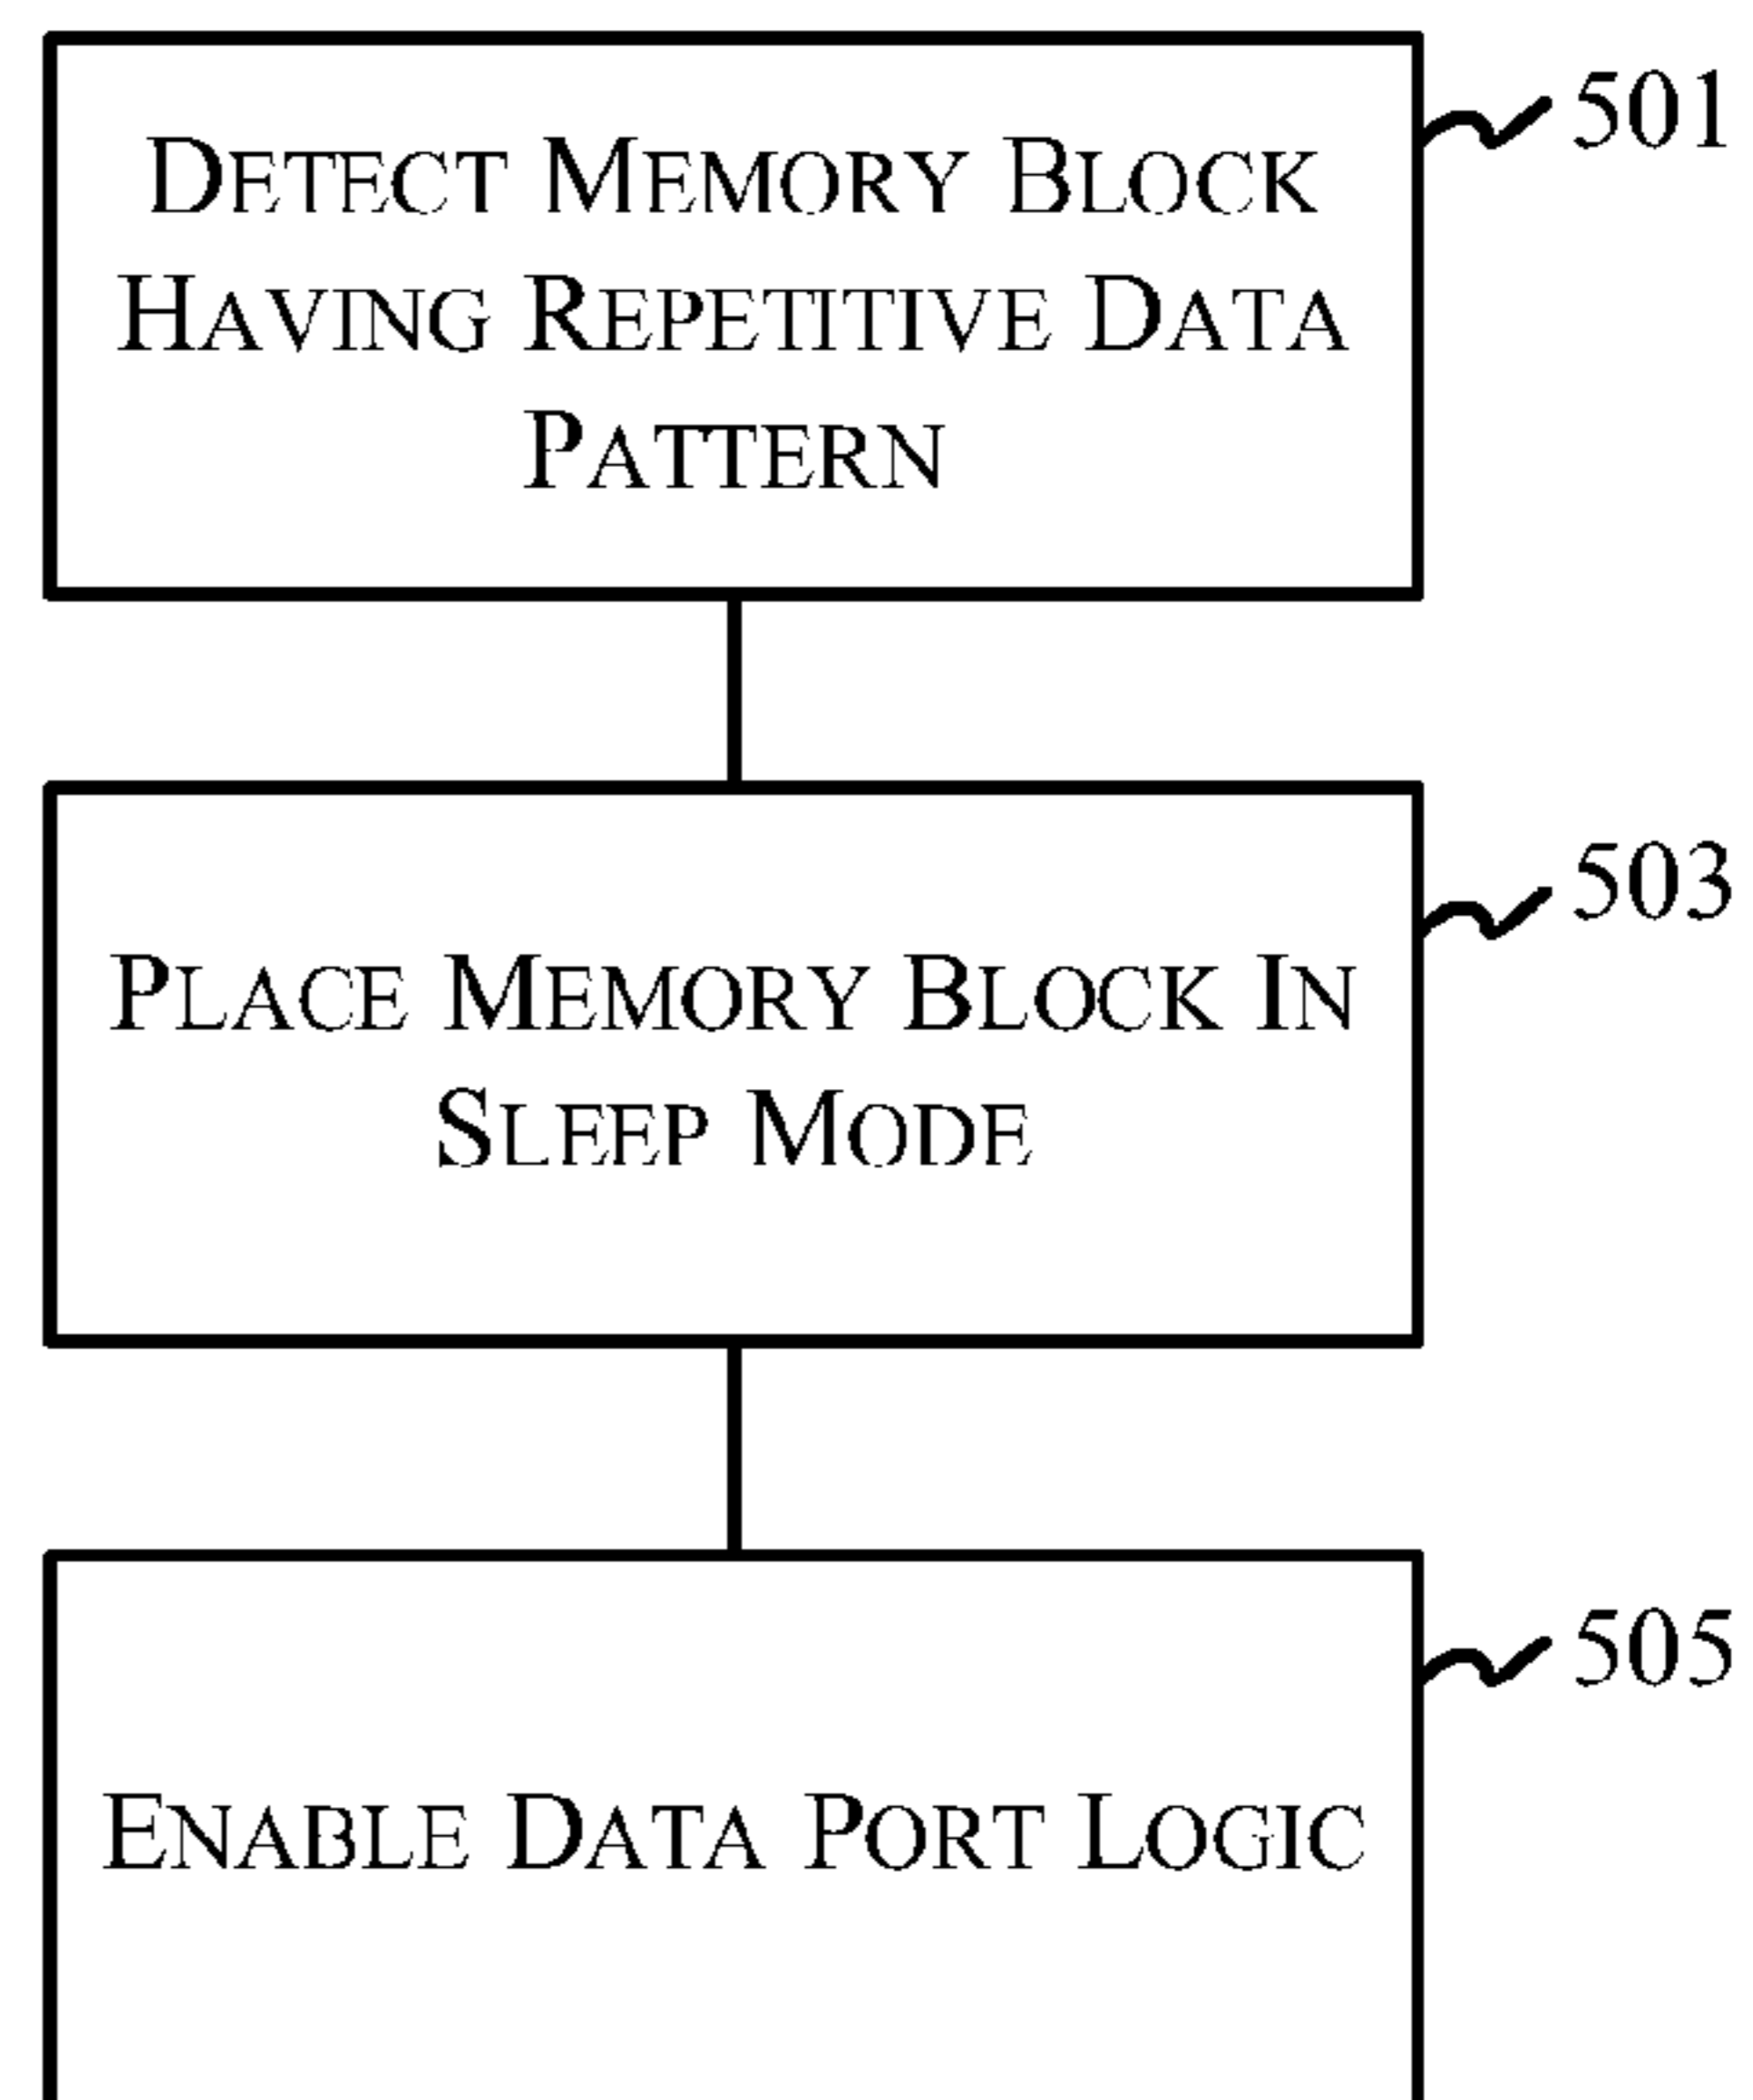 DETECT MEMORY BLOCK
HAVING REPETITIVE DATA
PATTERN
501
PLACE MEMORY BLOCK IN
SLEEP MODE
503
ENABLE DATA PORT LOGIC
505